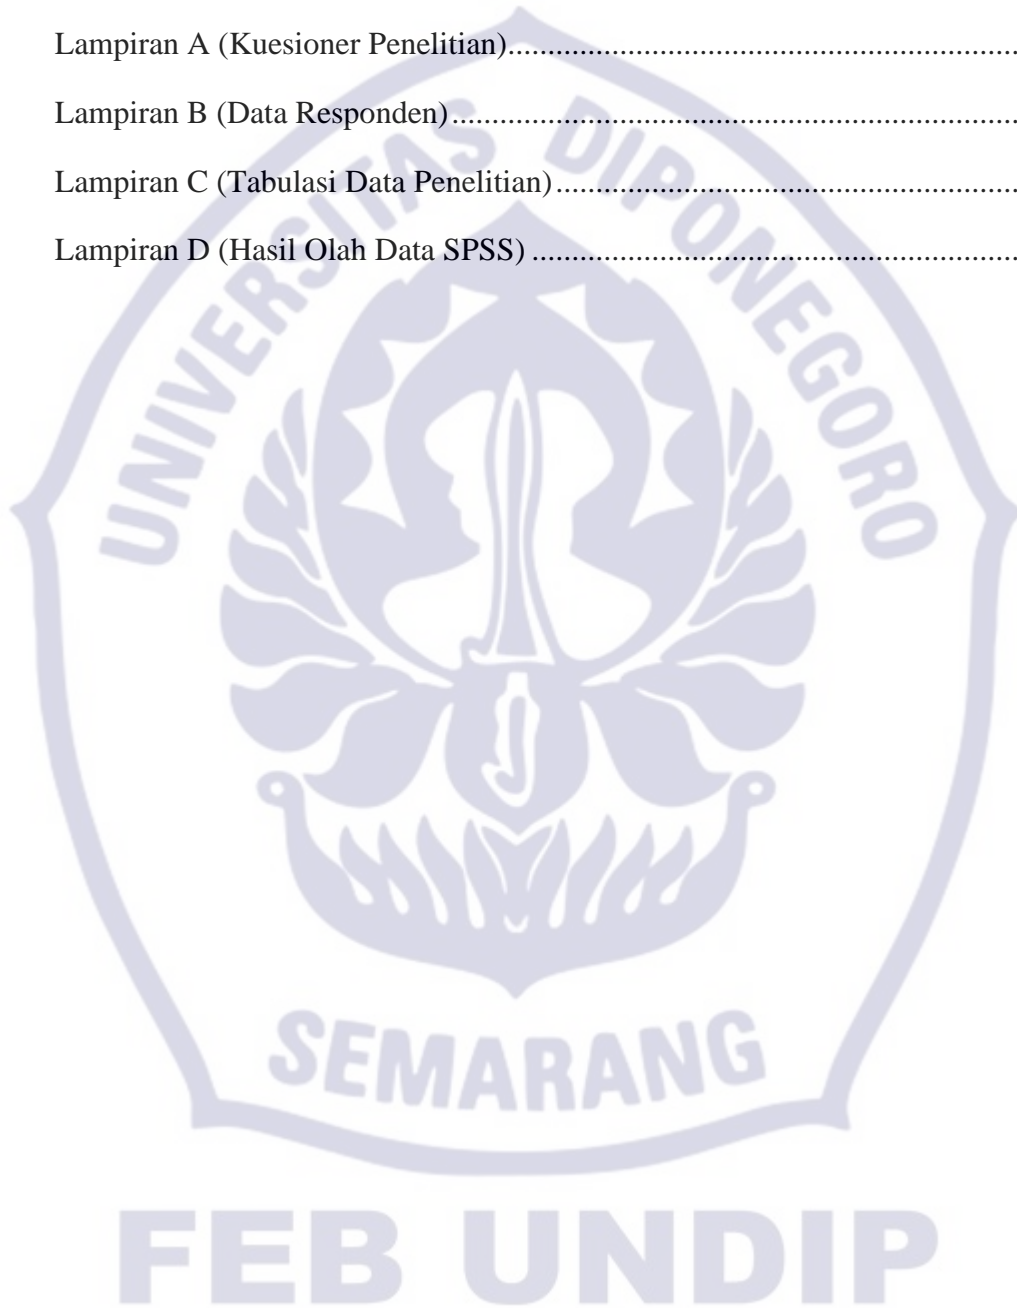 Lampiran A (Kuesioner Penelitian)......................................................................
Lampiran B (Data Responden)..............................................................................
Lampiran C (Tabulasi Data Penelitian)................................................................
Lampiran D (Hasil Olah Data SPSS)...................................................................
UNIVERSITAS DIPONEGORO
SEMARANG
FEB UNDIP